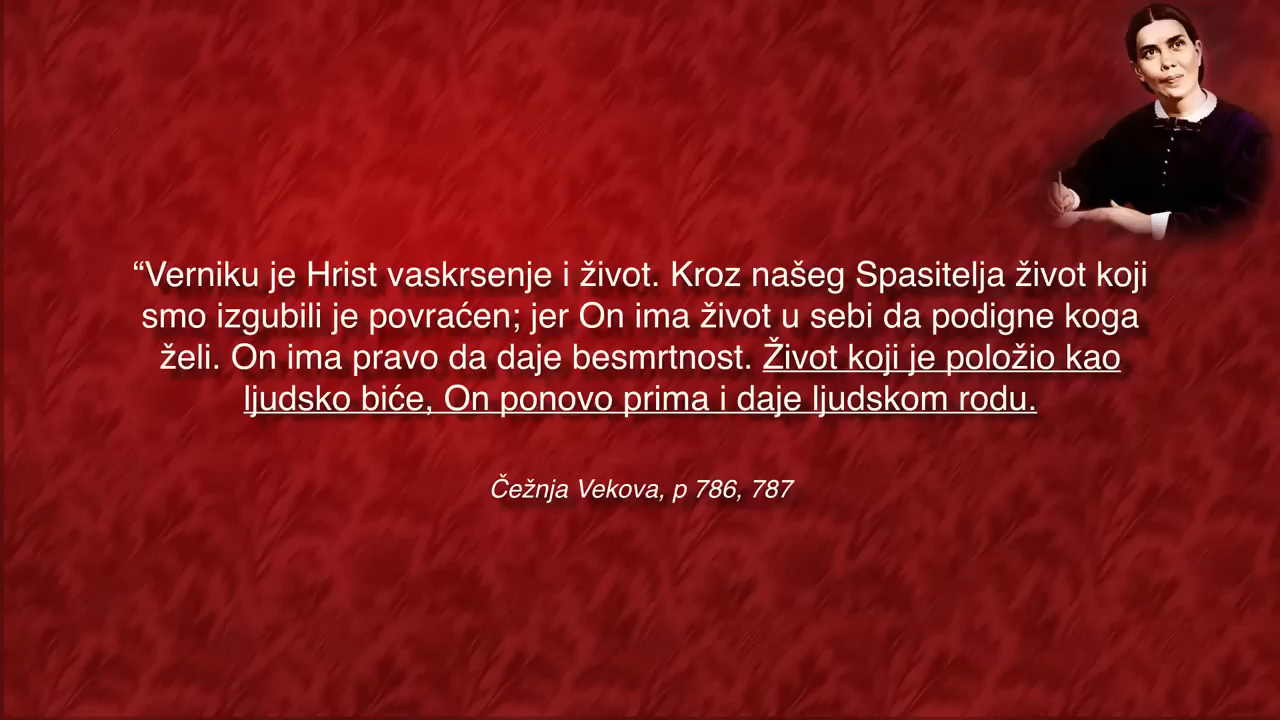 “Verniku je Hrist vaskrsenje i život. Kroz našeg Spasitelja život koji
smo izgubili je povraćen; jer On ima život u sebi da podigne koga
želi. On ima pravo da daje besmrtnost. Život koji je položio kao
ljudsko biće, On ponovo prima i daje ljudskom rodu.
Čežnja Vekova, p 786, 787